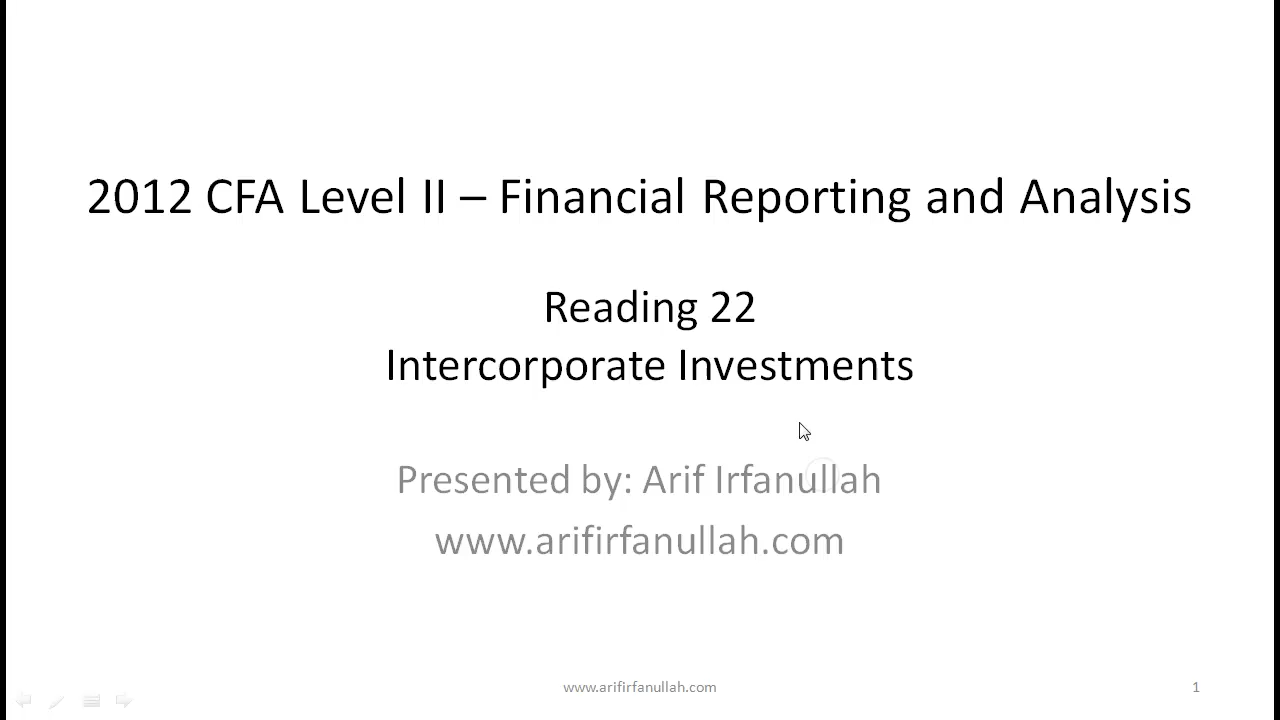 2012 CFA Level II – Financial Reporting and Analysis
Reading 22
Intercorporate Investments
Presented by: Arif Irfanullah
www.arifirfanullah.com
www.arifirfanullah.com
1